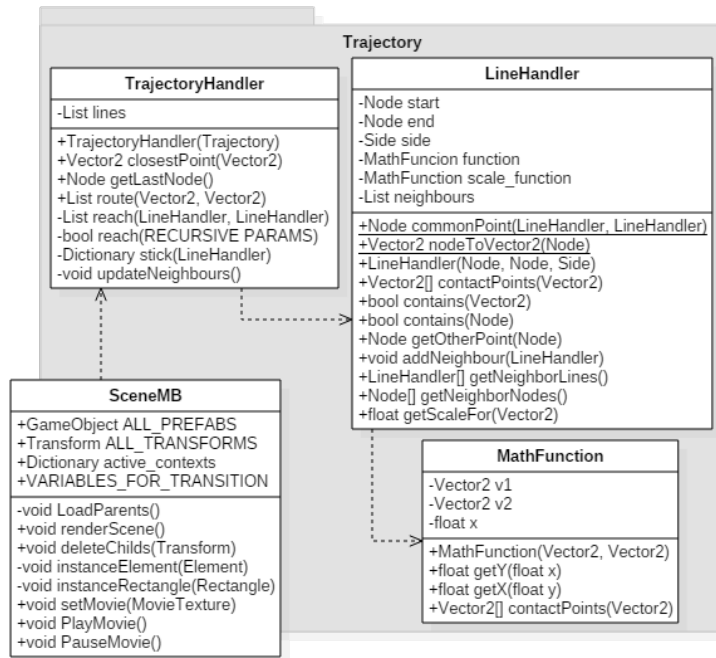 Trajectory
TrajectoryHandler
-List lines
+TrajectoryHandler(Trajectory)
+Vector2 closestPoint(Vector2)
+Node getLastNode()
+List route(Vector2, Vector2)
-List reach(LineHandler, LineHandler)
-bool reach(RECURSIVE PARAMS)
-Dictionary stick(LineHandler)
-void updateNeighbours()
LineHandler
-Node start
-Node end
-Side side
-MathFuncion function
-MathFunction scale_function
-List neighbours
+Node commonPoint(LineHandler, LineHandler)
+Vector2 nodeToVector2(Node)
+LineHandler(Node, Node, Side)
+Vector2[] contactPoints(Vector2)
+bool contains(Vector2)
+bool contains(Node)
+Node getOtherPoint(Node)
+void addNeighbour(LineHandler)
+LineHandler[] getNeighborLines()
+Node[] getNeighborNodes()
+float getScaleFor(Vector2)
SceneMB
+GameObject ALL_PREFABS
+Transform ALL_TRANSFORMS
+Dictionary active_contexts
+VARIABLES_FOR_TRANSITION
-void LoadParents()
+void renderScene()
+void deleteChilds(Transform)
-void instanceElement(Element)
-void instanceRectangle(Rectangle)
+void setMovie(MovieTexture)
+void PlayMovie()
+void PauseMovie()
MathFunction
-Vector2 v1
-Vector2 v2
-float x
+MathFunction(Vector2, Vector2)
+float getY(float x)
+float getX(float y)
+Vector2[] contactPoints(Vector2)